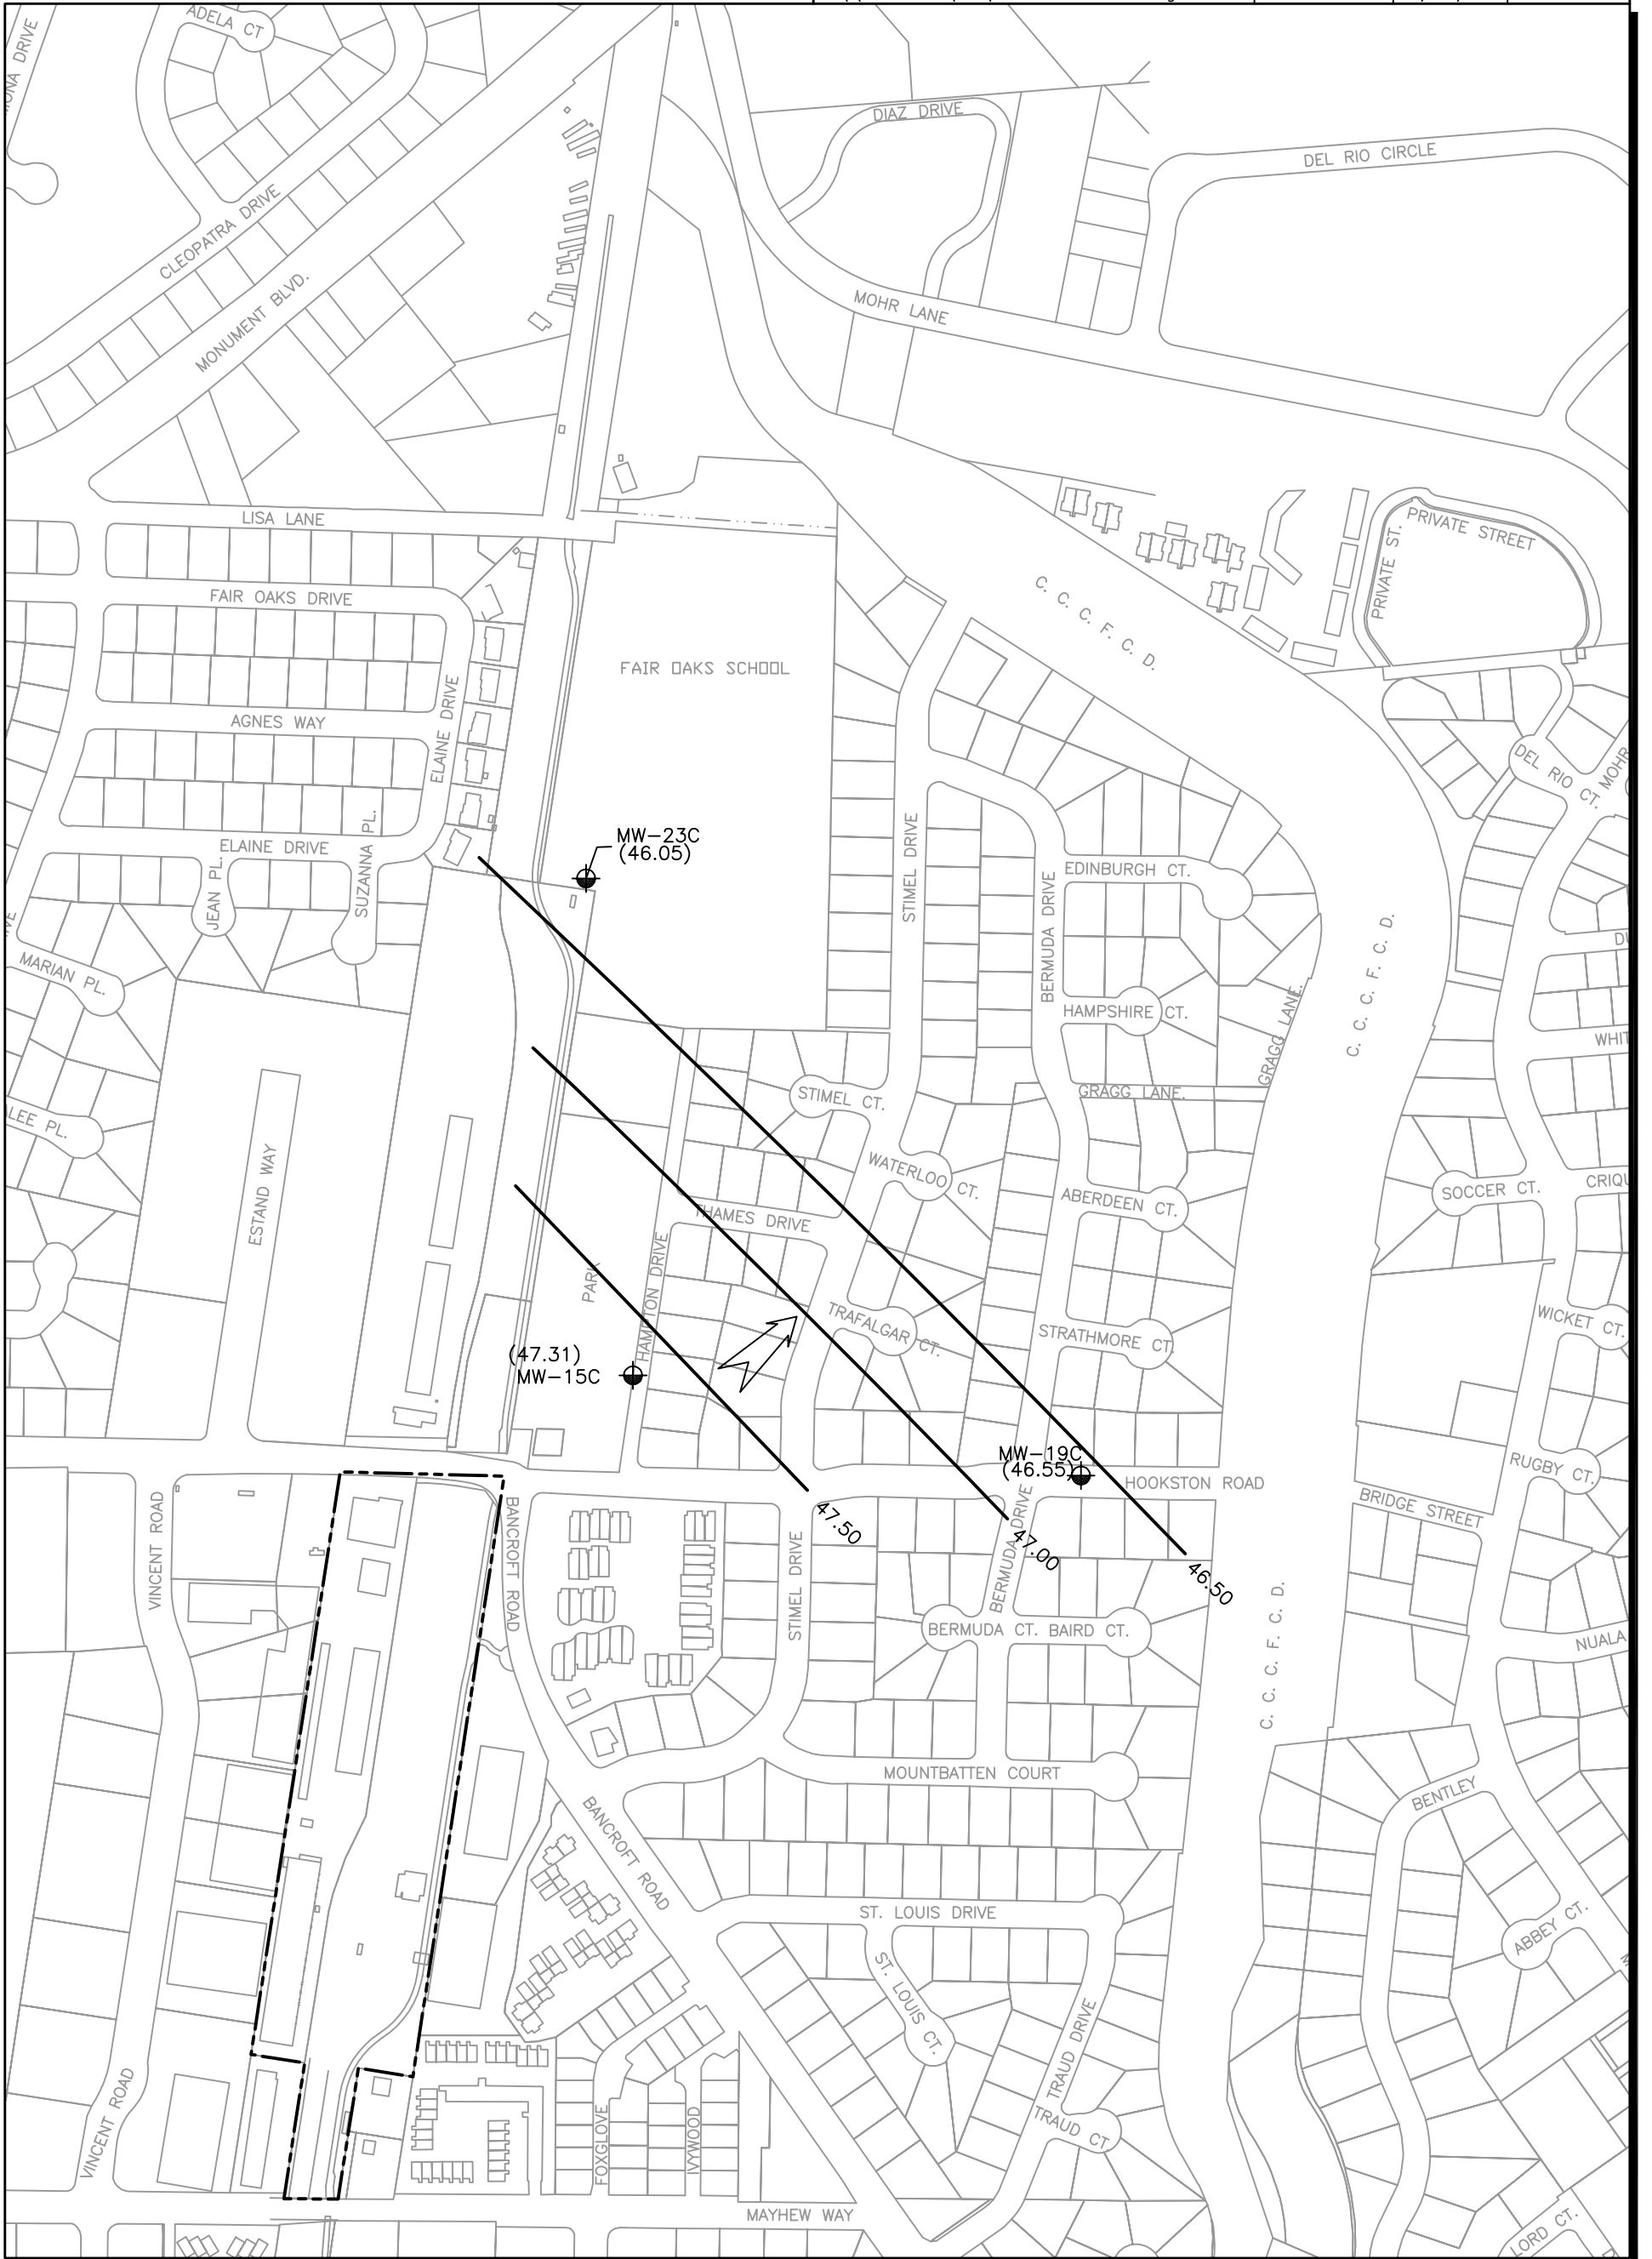 ADELA CT
DIAZ DRIVE
DEL RIO CIRCLE
CLEOPATRA DRIVE
MONUMENT BLVD.
MOHR LANE
LISA LANE
PRIVATE STREET
PRIVATE ST.
FAIR OAKS DRIVE
C. C. C. F. C. D.
FAIR OAKS SCHOOL
AGNES WAY
ELAINE DRIVE
DEL RIO CT.
MOHR
ELAINE DRIVE
SUZANNA PL.
JEAN PL.
MW-23C
(46.05)
STIMEL DRIVE
BERMUDA DRIVE
EDINBURGH CT.
MARIAN PL.
HAMPSHIRE CT.
GRAGG LANE.
C. C. C. F. C. D.
WHIT
STIMEL CT.
GRAGG LANE.
LEE PL.
ESTAND WAY
WATERLOO CT.
ABERDEEN CT.
SOCCER CT.
CRIQU
THAMES DRIVE
PARK
HAMPTON DRIVE
TRAFALGAR CT.
STRATHMORE CT.
WICKET CT.
(47.31)
MW-15C
MW-19C
(46.55)
HOOKSTON ROAD
RUGBY CT.
BRIDGE STREET
VINCENT ROAD
BANCROFT ROAD
47.50
47.00
46.50
STIMEL DRIVE
BERMUDA DRIVE
BERMUDA CT.
BAIRD CT.
C. C. C. F. C. D.
NUALA
MOUNTBATTEN COURT
BENTLEY
BANCROFT ROAD
ST. LOUIS DRIVE
ABBEY CT.
ST. LOUIS CT.
TRAUD DRIVE
TRAUD CT.
VINCENT ROAD
FOXGLOVE
IVYWOOD
MAYHEW WAY
LORD CT.